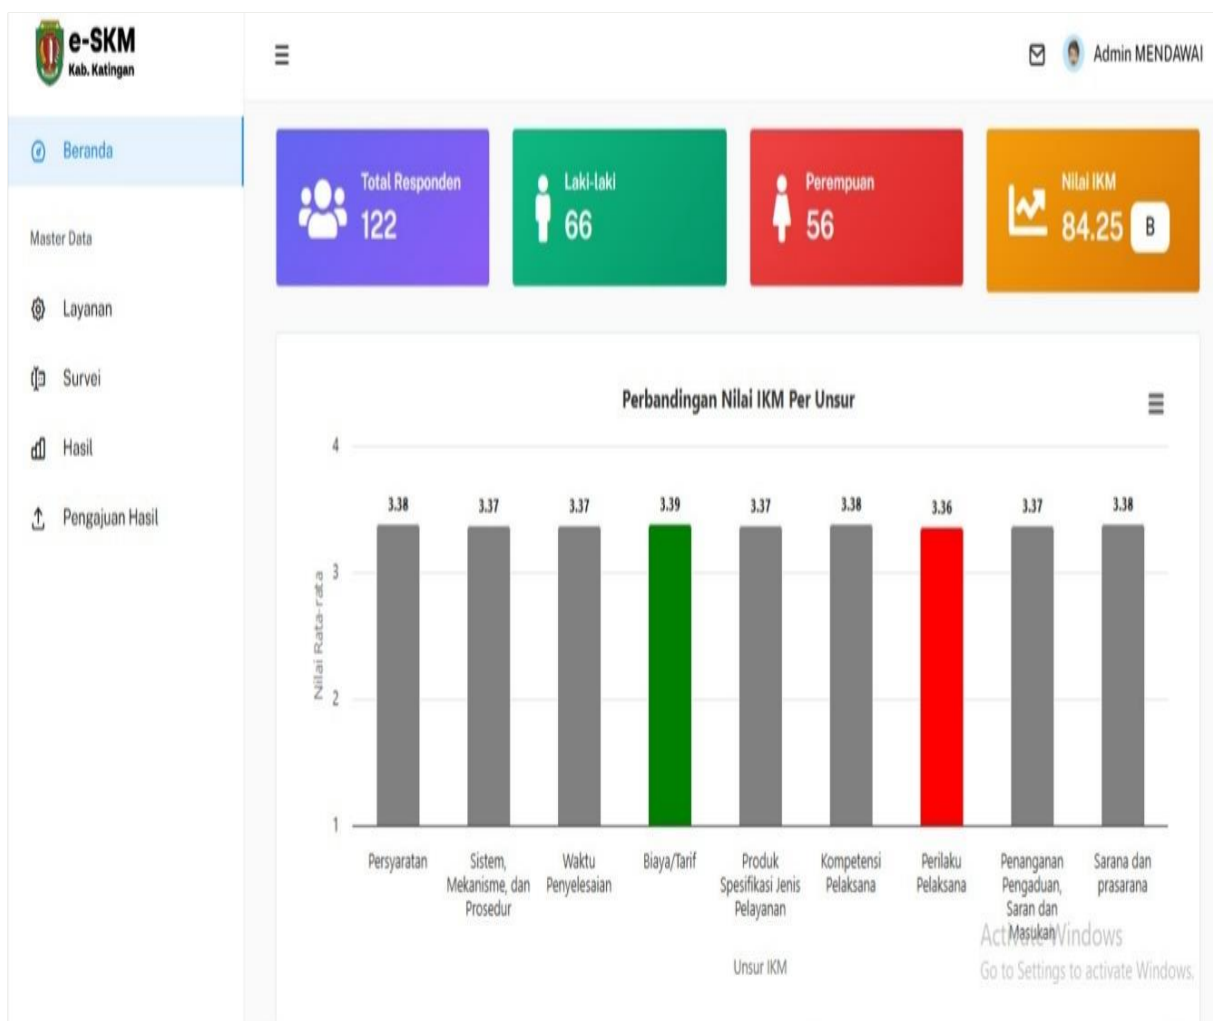 e-SKM
Kab. Katingan
Admin MENDAWAI
Beranda
Master Data
Layanan
Survei
Hasil
Pengajuan Hasil
Total Responden
122
Laki-laki
66
Perempuan
56
Nilai IKM
84.25 B
Perbandingan Nilai IKM Per Unsur
Nilai Rata-rata
4
3
2
1
3.38 3.37 3.37 3.39 3.37 3.38 3.36 3.37 3.38
Persyaratan
Sistem,
Mekanisme, dan
Prosedur
Waktu
Penyelesaian
Biaya/Tarif
Produk
Spesifikasi Jenis
Pelayanan
Kompetensi
Pelaksana
Perilaku
Pelaksana
Penanganan
Pengaduan,
Saran dan
Masukan
Sarana dan
prasarana
Unsur IKM
Activate Windows
Go to Settings to activate Windows.